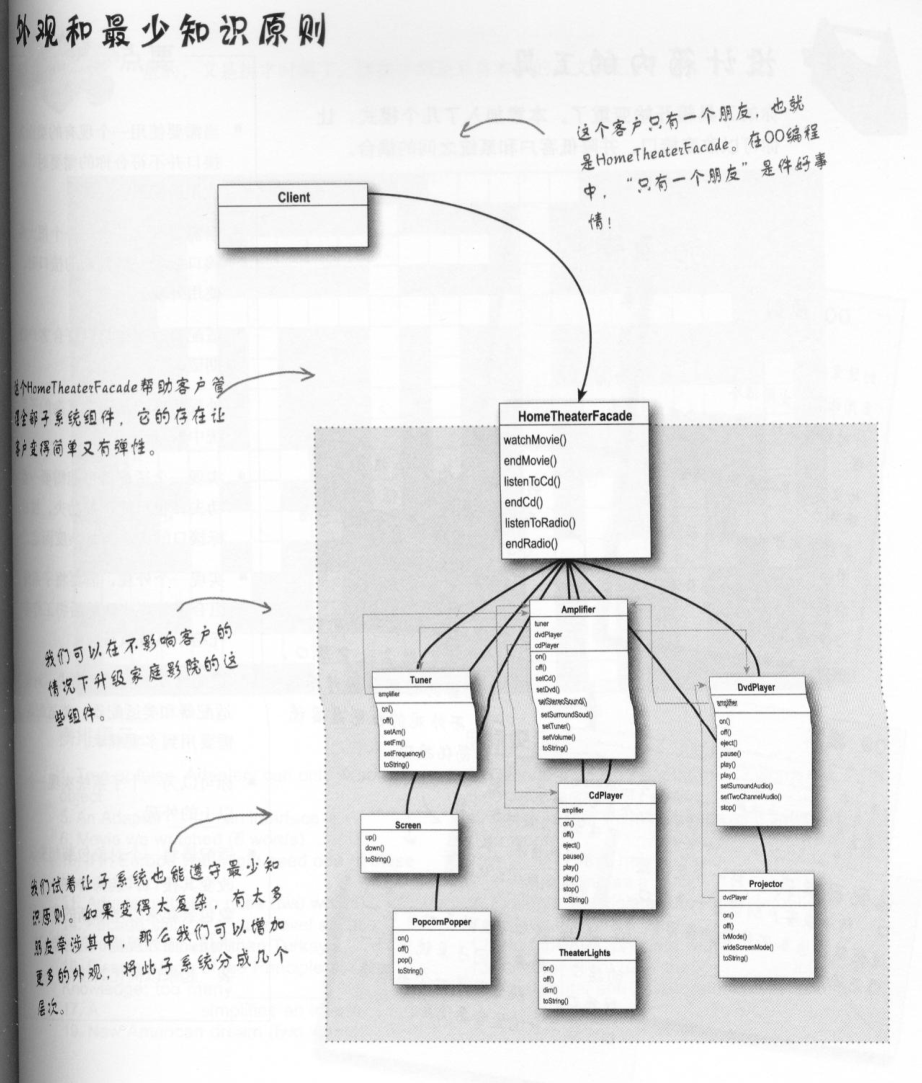 外观和最少知识原则
这个客户只有一个朋友，也就
是HomeTheaterFacade。在OO编程
中，“只有一个朋友”是件好事
情！
Client
这个HomeTheaterFacade帮助客户管
理全部子系统组件，它的存在让
客户变得简单又有弹性。
HomeTheaterFacade
watchMovie()
endMovie()
listenToCd()
endCd()
listenToRadio()
endRadio()
我们可以在不影响客户的
情况下升级家庭影院的这
些组件。
Amplifier
tuner
dvdPlayer
cdPlayer
on()
off()
setCd()
setDvd()
setStereoSound()
setSurroundSoud()
setTuner()
setVolume()
toString()
Tuner
amplifier
on()
off()
setAm()
setFm()
setFrequency()
toString()
DvdPlayer
amplifier
on()
off()
eject()
pause()
play()
play()
setSurroundAudio()
setTwoChannelAudio()
stop()
CdPlayer
amplifier
on()
off()
eject()
pause()
play()
play()
stop()
toString()
Screen
up()
down()
toString()
我们试着让子系统也能遵守最少知
识原则。如果变得太复杂，有太多
朋友牵涉其中，那么我们可以增加
更多的外观，将此子系统分成几个
层次。
PopcornPopper
on()
off()
pop()
toString()
TheaterLights
on()
off()
dim()
toString()
Projector
dvdPlayer
on()
off()
tvMode()
wideScreenMode()
toString()